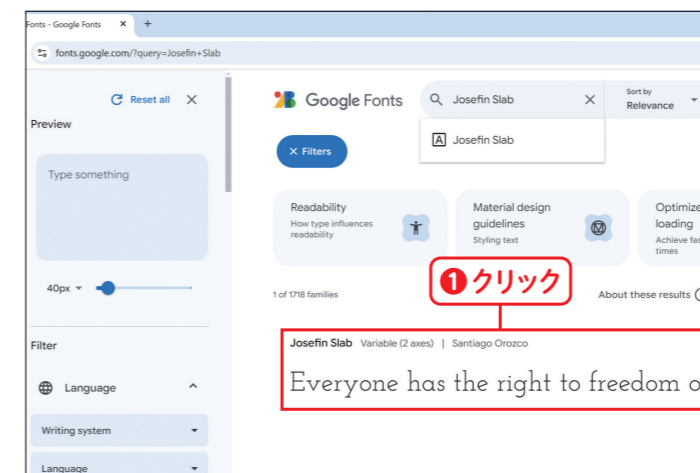 Fonts - Google Fonts
fonts.google.com/?query=Josefin+Slab
Reset all
Preview
Type something
40px
Filter
Language
Writing system
Language
Google Fonts
Josefin Slab
Sort by
Relevance
Josefin Slab
Filters
Readability
How type influences
readability
Material design
guidelines
Styling text
Optimize
loading
Achieve fas
times
1 of 1718 families
❶クリック
About these results
Josefin Slab Variable (2 axes) | Santiago Orozco
Everyone has the right to freedom o